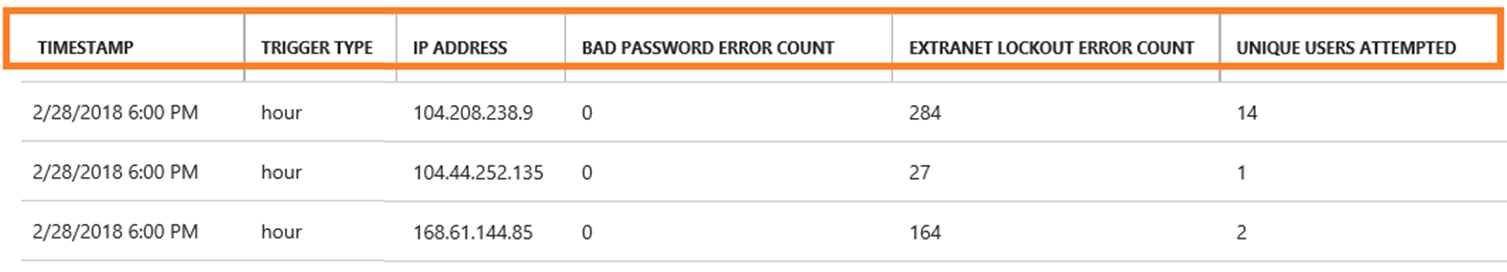 TIMESTAMP TRIGGER TYPE IP ADDRESS BAD PASSWORD ERROR COUNT EXTRANET LOCKOUT ERROR COUNT UNIQUE USERS ATTEMPTED
2/28/2018 6:00 PM hour 104.208.238.9 0 284 14
2/28/2018 6:00 PM hour 104.44.252.135 0 27 1
2/28/2018 6:00 PM hour 168.61.144.85 0 164 2